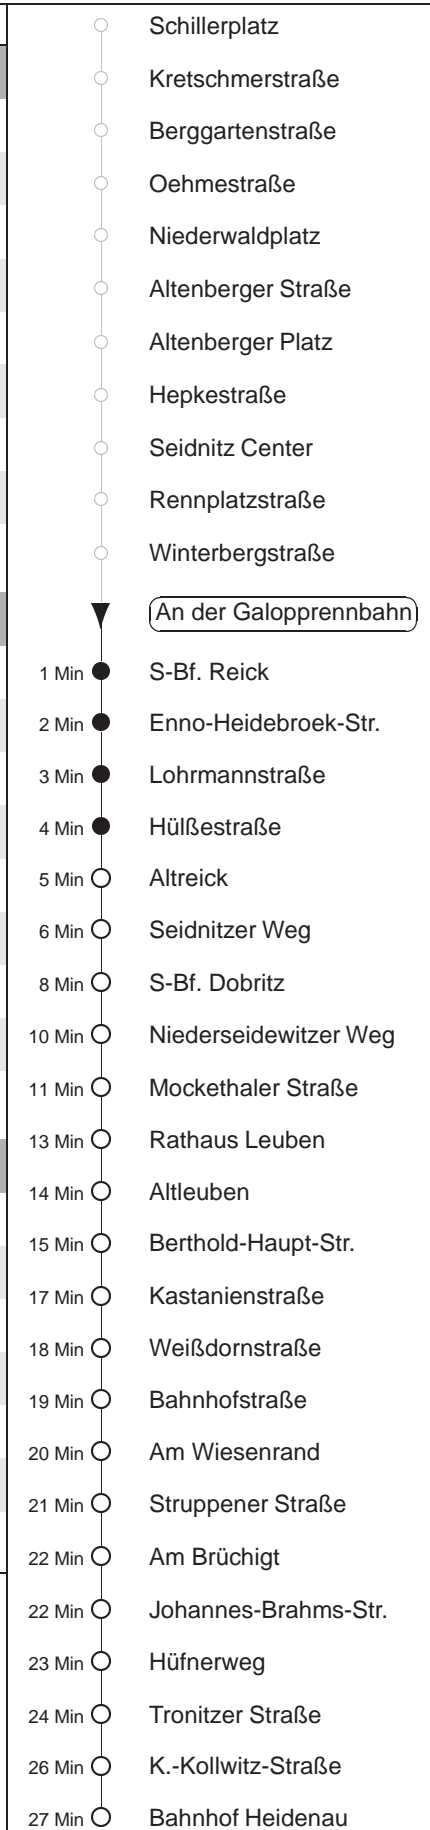 Schillerplatz
Kretschmerstraße
Berggartenstraße
Oehmestraße
Niederwaldplatz
Altenberger Straße
Altenberger Platz
Hepkestraße
Seidnitz Center
Rennplatzstraße
Winterbergstraße
An der Galopprennbahn
1 Min S-Bf. Reick
2 Min Enno-Heidebroek-Str.
3 Min Lohrmannstraße
4 Min Hülßestraße
5 Min Altreick
6 Min Seidnitzer Weg
8 Min S-Bf. Dobritz
10 Min Niederseidewitzer Weg
11 Min Mockethaler Straße
13 Min Rathaus Leuben
14 Min Altleuben
15 Min Berthold-Haupt-Str.
17 Min Kastanienstraße
18 Min Weißdornstraße
19 Min Bahnhofstraße
20 Min Am Wiesenrand
21 Min Struppener Straße
22 Min Am Brüchigt
22 Min Johannes-Brahms-Str.
23 Min Hüfnerweg
24 Min Tronitzer Straße
26 Min K.-Kollwitz-Straße
27 Min Bahnhof Heidenau